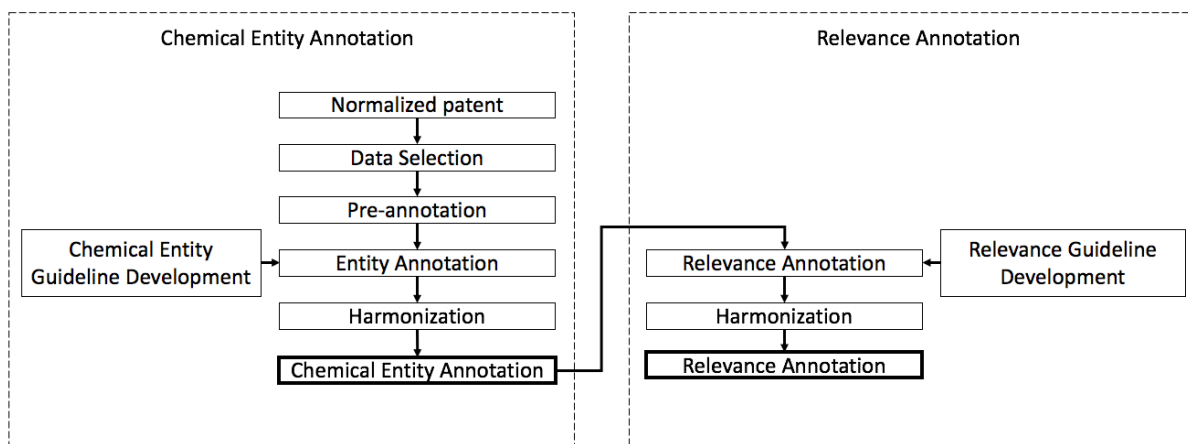 Chemical Entity Annotation
Normalized patent
Data Selection
Pre-annotation
Chemical Entity
Guideline Development
Entity Annotation
Harmonization
Chemical Entity Annotation
Relevance Annotation
Relevance Annotation
Relevance Guideline
Development
Harmonization
Relevance Annotation